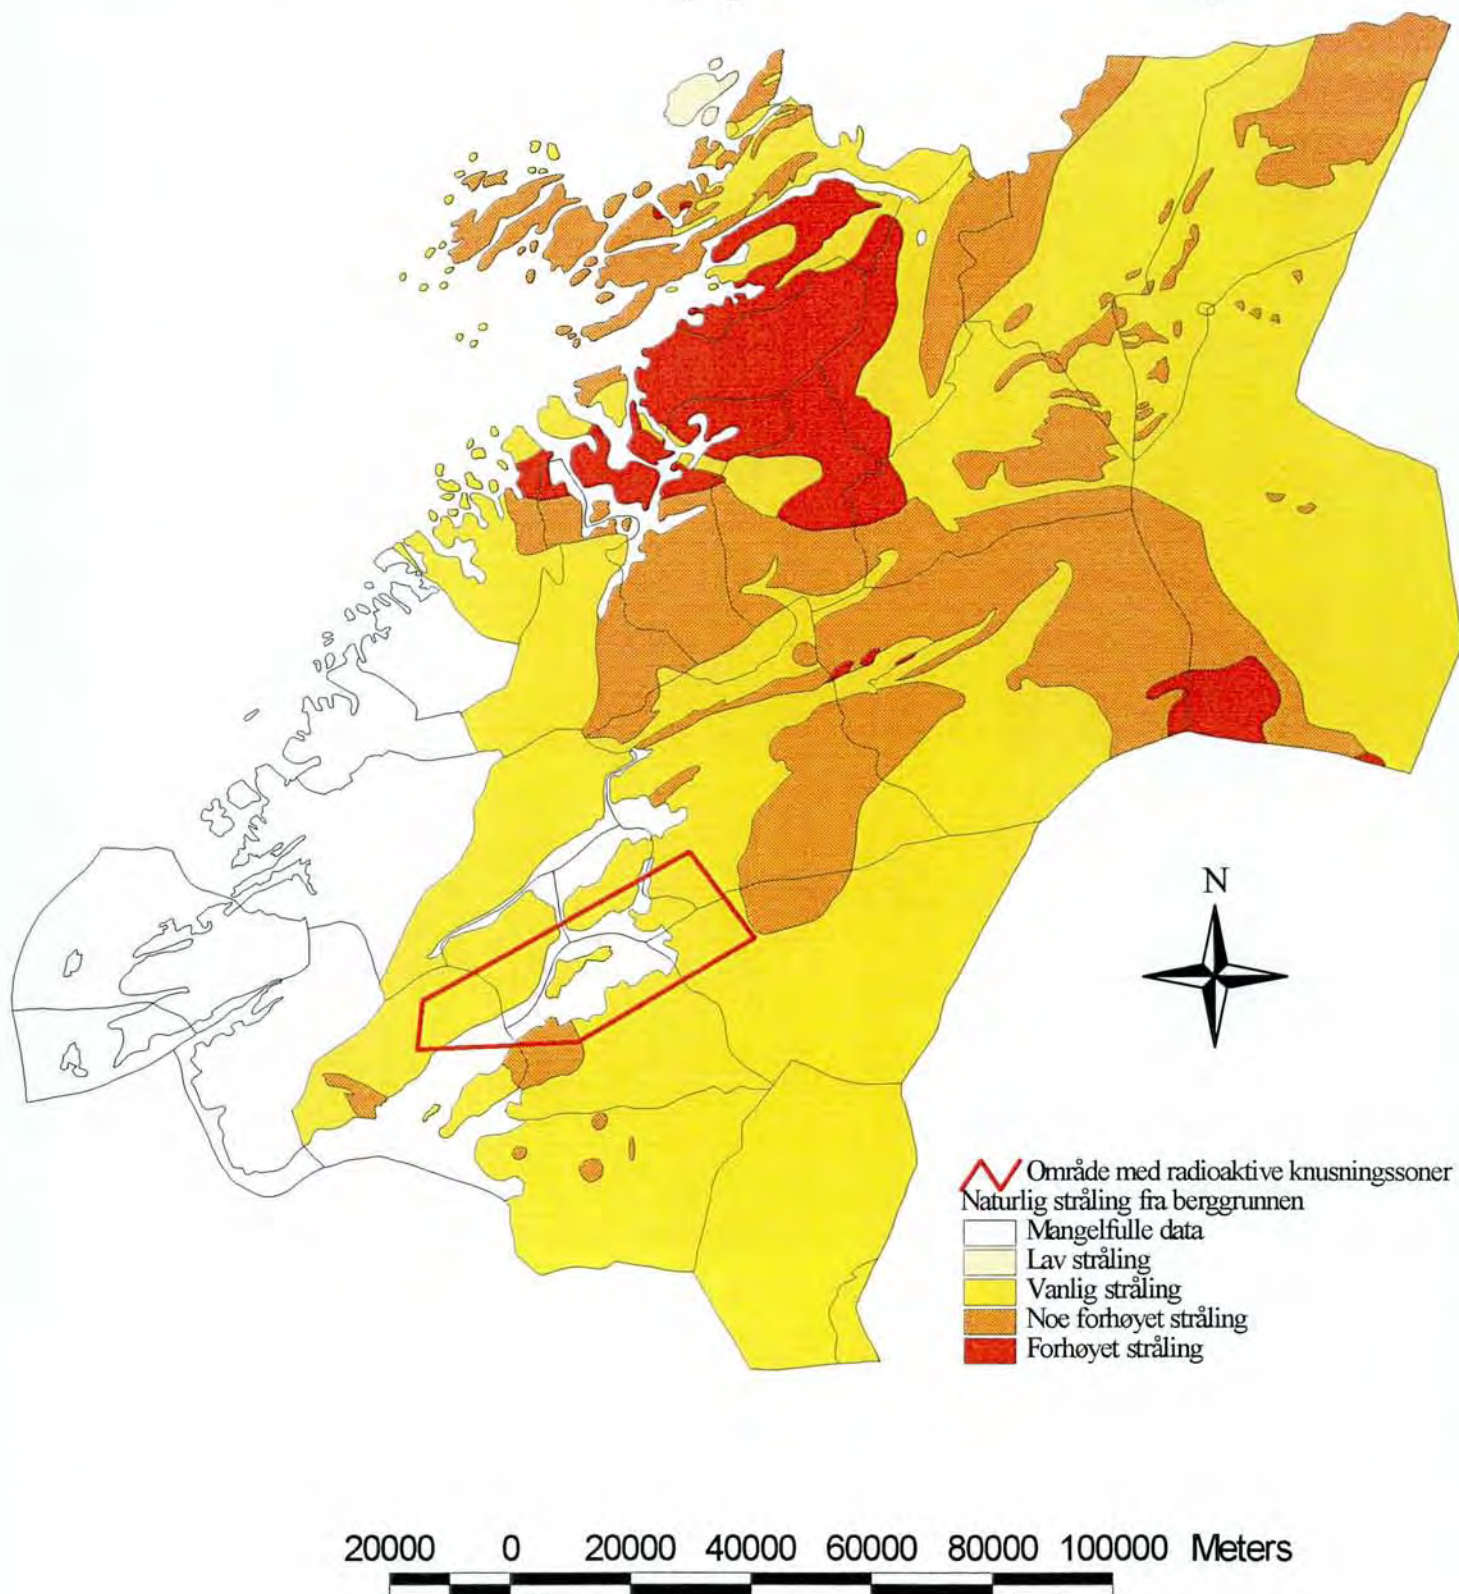 N
Område med radioaktive knusningssoner
Naturlig stråling fra berggrunnen
Mangelfulle data
Lav stråling
Vanlig stråling
Noe forhøyet stråling
Forhøyet stråling
20000 0 20000 40000 60000 80000 100000 Meters